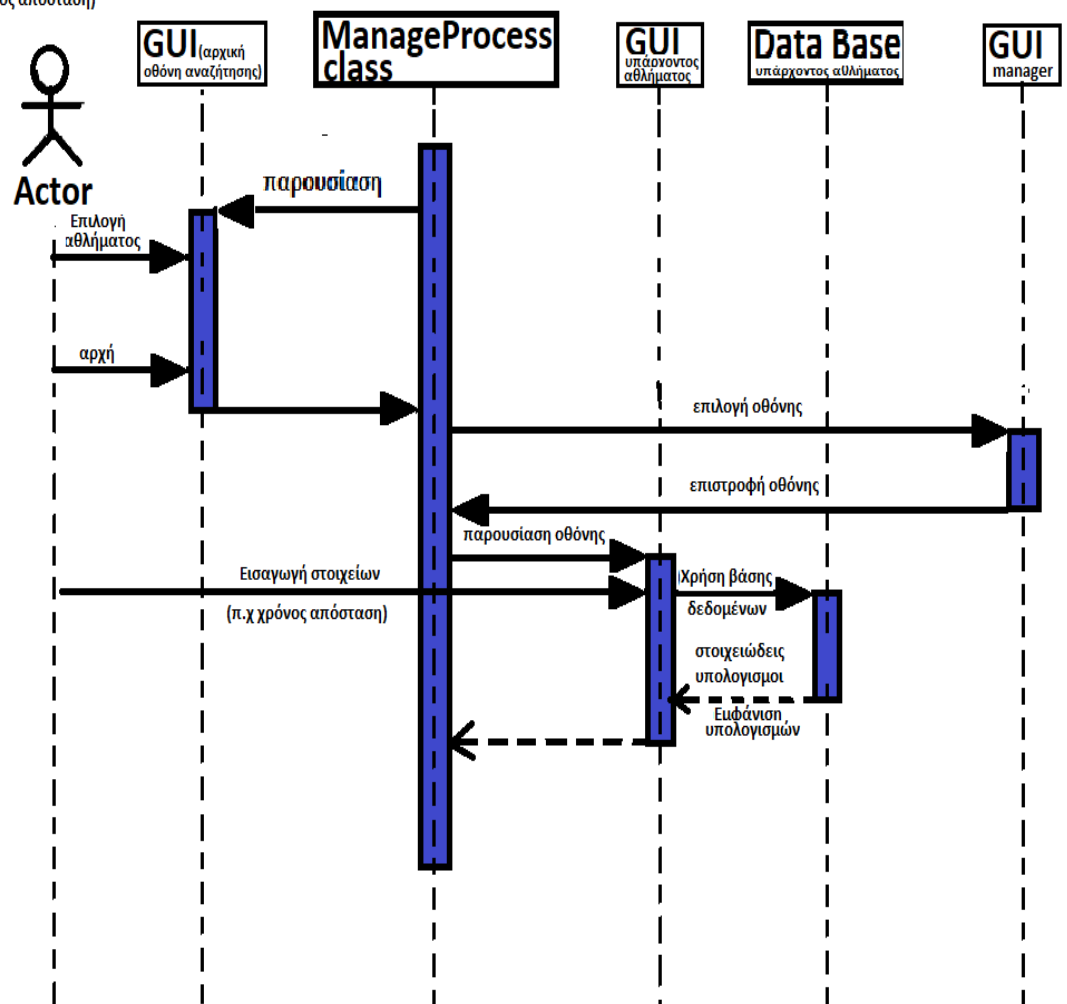 GUI(αρχική
οθόνη αναζήτησης)
ManageProcess
class
GUI
υπάρχοντος
αθλήματος
Data Base
υπάρχοντος αθλήματος
GUI
manager
Actor
παρουσίαση
Επιλογή
αθλήματος
αρχή
επιλογή οθόνης
επιστροφή οθόνης
παρουσίαση οθόνης
Εισαγωγή στοιχείων
(π.χ χρόνος απόσταση)
Χρήση βάσης
δεδομένων
στοιχειώδεις
υπολογισμοι
Εμφάνιση
υπολογισμών